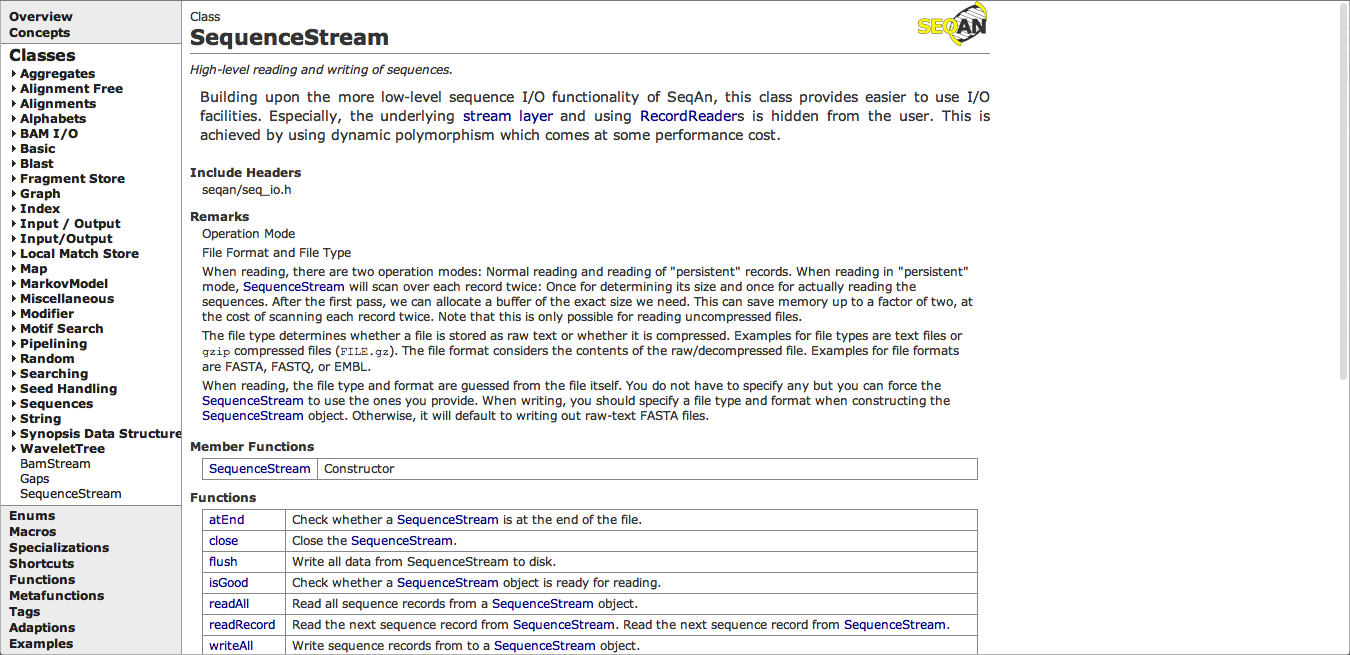 Overview
Concepts
Classes
Aggregates
Alignment Free
Alignments
Alphabets
BAM I/O
Basic
Blast
Fragment Store
Graph
Index
Input / Output
Input/Output
Local Match Store
Map
MarkovModel
Miscellaneous
Modifier
Motif Search
Pipelining
Random
Searching
Seed Handling
Sequences
String
Synopsis Data Structure
WaveletTree
BamStream
Gaps
SequenceStream
Enums
Macros
Specializations
Shortcuts
Functions
Metafunctions
Tags
Adaptions
Examples
Class
SequenceStream
SEQAN
High-level reading and writing of sequences.
Building upon the more low-level sequence I/O functionality of SeqAn, this class provides easier to use I/O
facilities. Especially, the underlying stream layer and using RecordReaders is hidden from the user. This is
achieved by using dynamic polymorphism which comes at some performance cost.
Include Headers
seqan/seq_io.h
Remarks
Operation Mode
File Format and File Type
When reading, there are two operation modes: Normal reading and reading of "persistent" records. When reading in "persistent"
mode, SequenceStream will scan over each record twice: Once for determining its size and once for actually reading the
sequences. After the first pass, we can allocate a buffer of the exact size we need. This can save memory up to a factor of two, at
the cost of scanning each record twice. Note that this is only possible for reading uncompressed files.
The file type determines whether a file is stored as raw text or whether it is compressed. Examples for file types are text files or
gzip compressed files (FILE.gz). The file format considers the contents of the raw/decompressed file. Examples for file formats
are FASTA, FASTQ, or EMBL.
When reading, the file type and format are guessed from the file itself. You do not have to specify any but you can force the
SequenceStream to use the ones you provide. When writing, you should specify a file type and format when constructing the
SequenceStream object. Otherwise, it will default to writing out raw-text FASTA files.
Member Functions
SequenceStream Constructor
Functions
atEnd Check whether a SequenceStream is at the end of the file.
close Close the SequenceStream.
flush Write all data from SequenceStream to disk.
isGood Check whether a SequenceStream object is ready for reading.
readAll Read all sequence records from a SequenceStream object.
readRecord Read the next sequence record from SequenceStream. Read the next sequence record from SequenceStream.
writeAll Write sequence records from to a SequenceStream object.